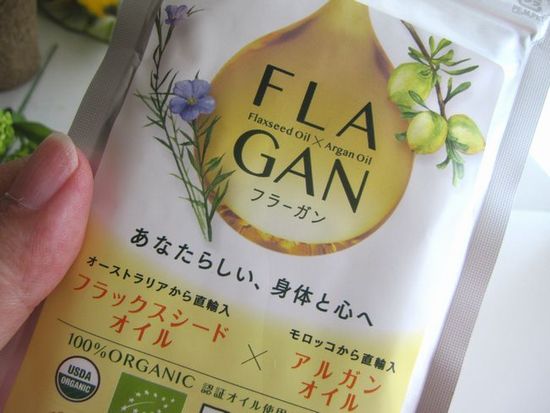 FLA
Flaxseed Oil × Argan Oil
GAN
フラーガン
あなたらしい、身体と心へ
オーストラリアから直輸入
フラックスシード
オイル
×
モロッコから直輸入
アルガン
オイル
100%ORGANIC 認証オイル使用
USDA
ORGANIC